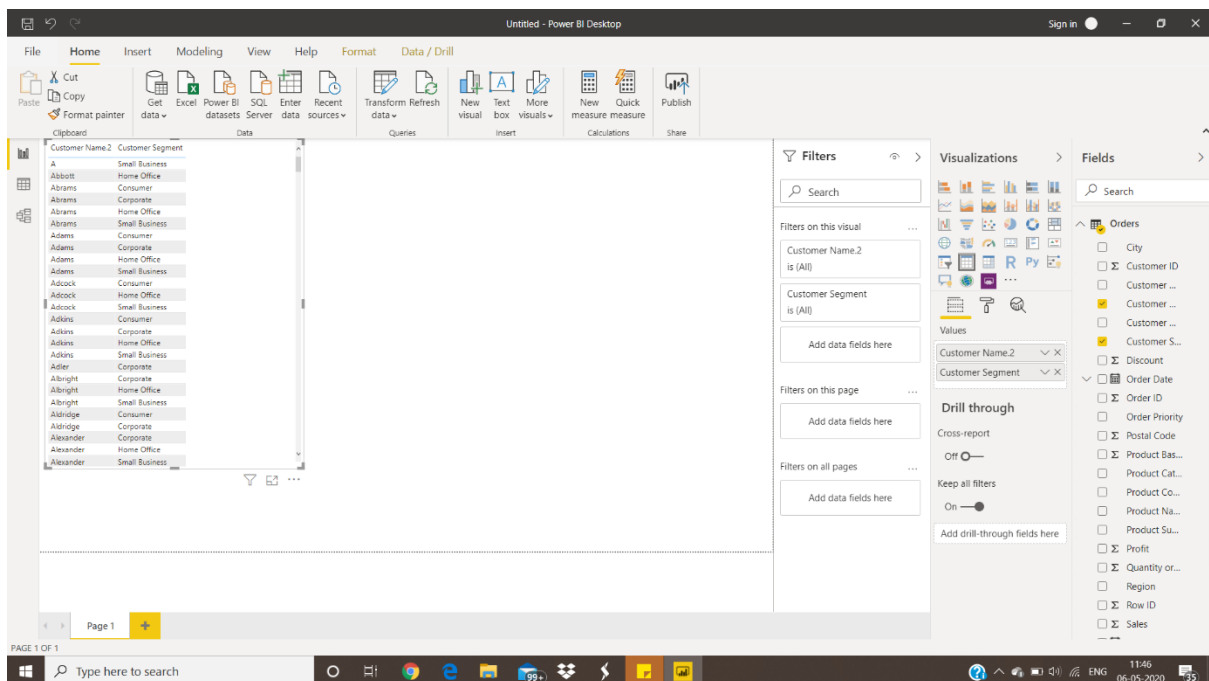 Untitled - Power BI Desktop
Sign in
File Home Insert Modeling View Help Format Data / Drill
Paste
Cut
Copy
Format painter
Get data
Excel
Power BI datasets
SQL Server
Enter data
Recent sources
Transform data
Refresh
New visual
Text box
More visuals
New measure
Quick measure
Publish
Clipboard
Data
Queries
Insert
Calculations
Share
Customer Name.2 Customer Segment
A Small Business
Abbott Home Office
Abrams Consumer
Abrams Corporate
Abrams Home Office
Abrams Small Business
Adams Consumer
Adams Corporate
Adams Home Office
Adams Small Business
Adcock Consumer
Adcock Home Office
Adcock Small Business
Adkins Consumer
Adkins Corporate
Adkins Home Office
Adkins Small Business
Adler Corporate
Albright Corporate
Albright Home Office
Albright Small Business
Aldridge Consumer
Aldridge Corporate
Alexander Corporate
Alexander Home Office
Alexander Small Business
Filters
Search
Filters on this visual
Customer Name.2
is (All)
Customer Segment
is (All)
Add data fields here
Filters on this page
Add data fields here
Filters on all pages
Add data fields here
Visualizations
R Py
Values
Customer Name.2
Customer Segment
Drill through
Cross-report
Off
Keep all filters
On
Add drill-through fields here
Fields
Search
Orders
City
Σ Customer ID
Customer ...
Customer ...
Customer ...
Customer S...
Σ Discount
Order Date
Σ Order ID
Order Priority
Σ Postal Code
Σ Product Bas...
Product Cat...
Product Co...
Product Na...
Product Su...
Σ Profit
Σ Quantity or...
Region
Σ Row ID
Σ Sales
Page 1
PAGE 1 OF 1
Type here to search
99+
ENG
11:46
06-05-2020
35